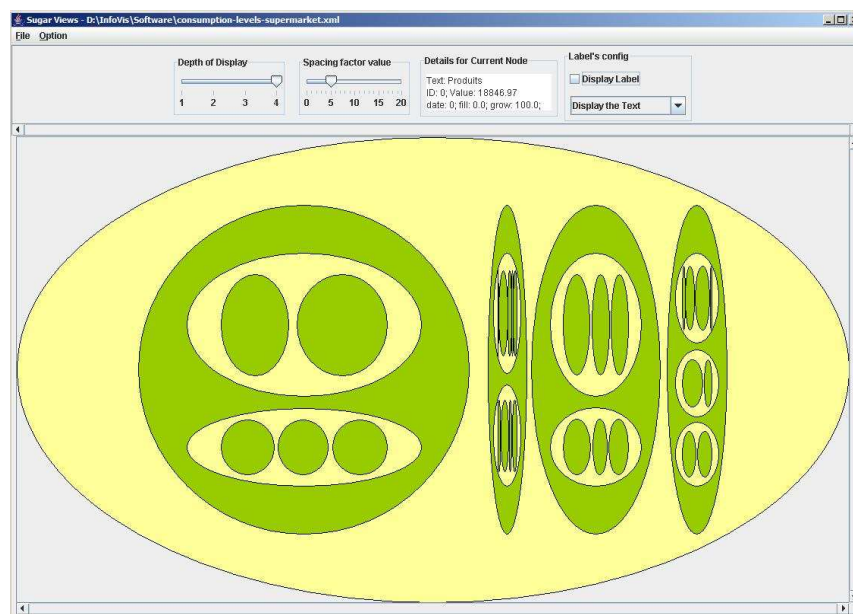 Sugar Views - D:\InfoVis\Software\consumption-levels-supermarket.xml
File Option
Depth of Display
1 2 3 4
Spacing factor value
0 5 10 15 20
Details for Current Node
Text: Produits
ID: 0; Value: 18846.97
date: 0; fill: 0.0; grow: 100.0;
Label's config
Display Label
Display the Text